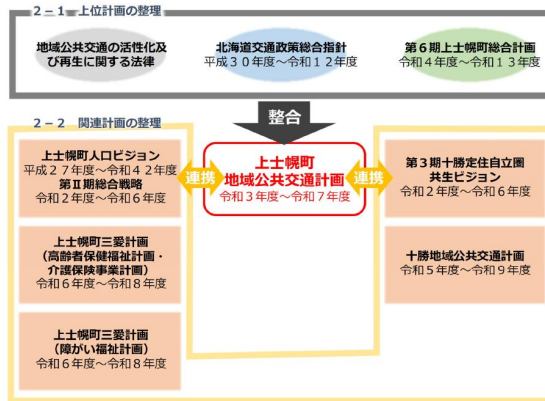 ２－１　上位計画の整理
地域公共交通の活性化及
び再生に関する法律
北海道交通政策総合指針
平成３０年度～令和１２年度
第６期上士幌町総合計画
令和４年度～令和１３年度
整合
２－２　関連計画の整理
上士幌町人口ビジョン
平成２７年度～令和４２年度
第Ⅱ期総合戦略
令和２年度～令和６年度
連携
上士幌町
地域公共交通計画
令和３年度～令和７年度
連携
第３期十勝定住自立圏
共生ビジョン
令和２年度～令和６年度
上士幌町三愛計画
（高齢者保健福祉計画・
介護保険事業計画）
令和６年度～令和８年度
十勝地域公共交通計画
令和５年度～令和９年度
上士幌町三愛計画
（障がい福祉計画）
令和６年度～令和８年度